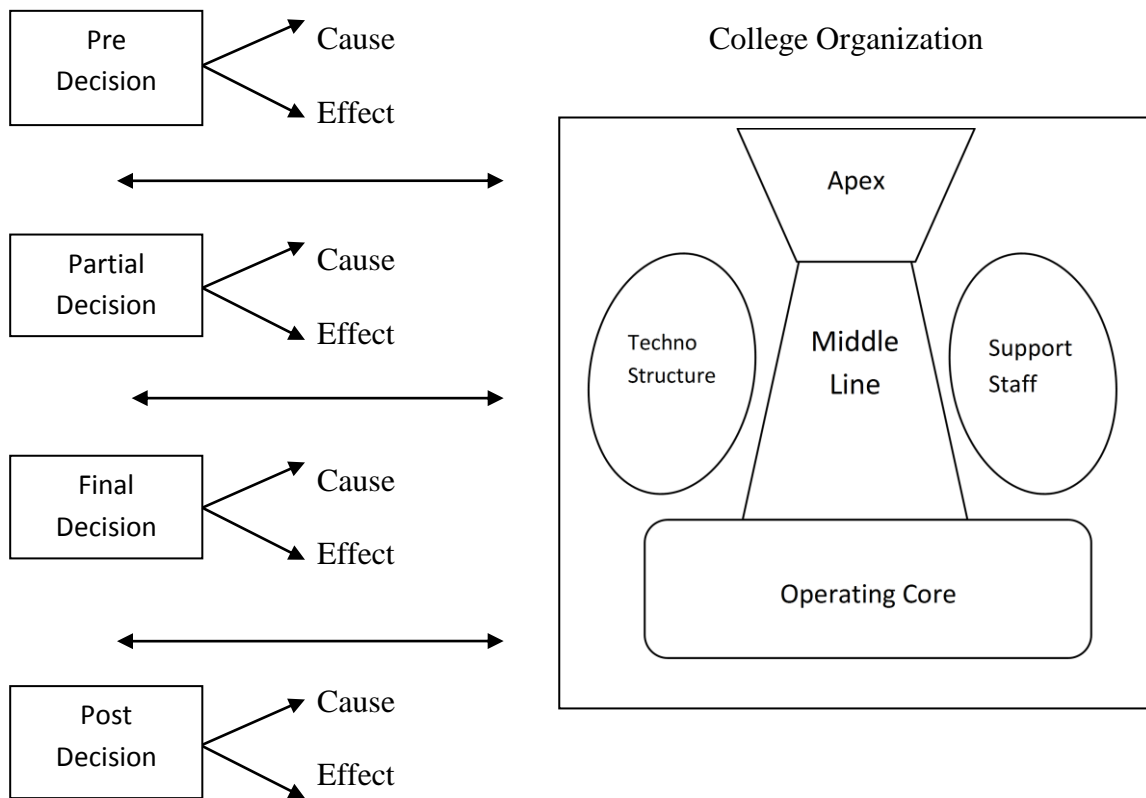 Pre
Decision
Cause
Effect
Partial
Decision
Cause
Effect
Final
Decision
Cause
Effect
Post
Decision
Cause
Effect
College Organization
Apex
Techno
Structure
Middle
Line
Support
Staff
Operating Core